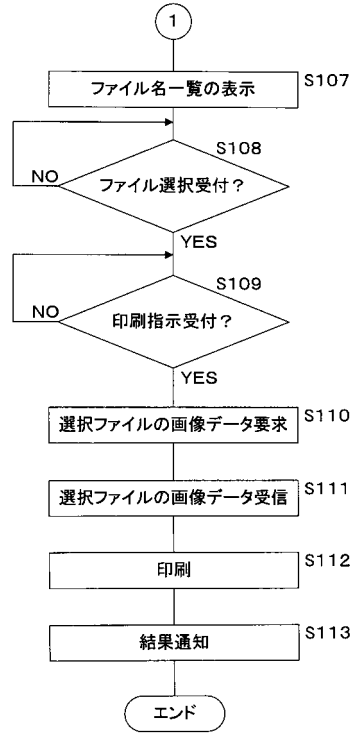 1
ファイル名一覧の表示
S107
S108
ファイル選択受付?
NO
YES
S109
印刷指示受付?
NO
YES
選択ファイルの画像データ要求
S110
選択ファイルの画像データ受信
S111
印刷
S112
結果通知
S113
エンド